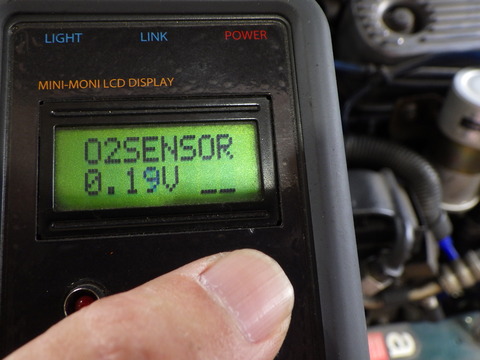 LIGHT LINK POWER
MINI-MONI LCD DISPLAY
O2SENSOR
0.19V __
a